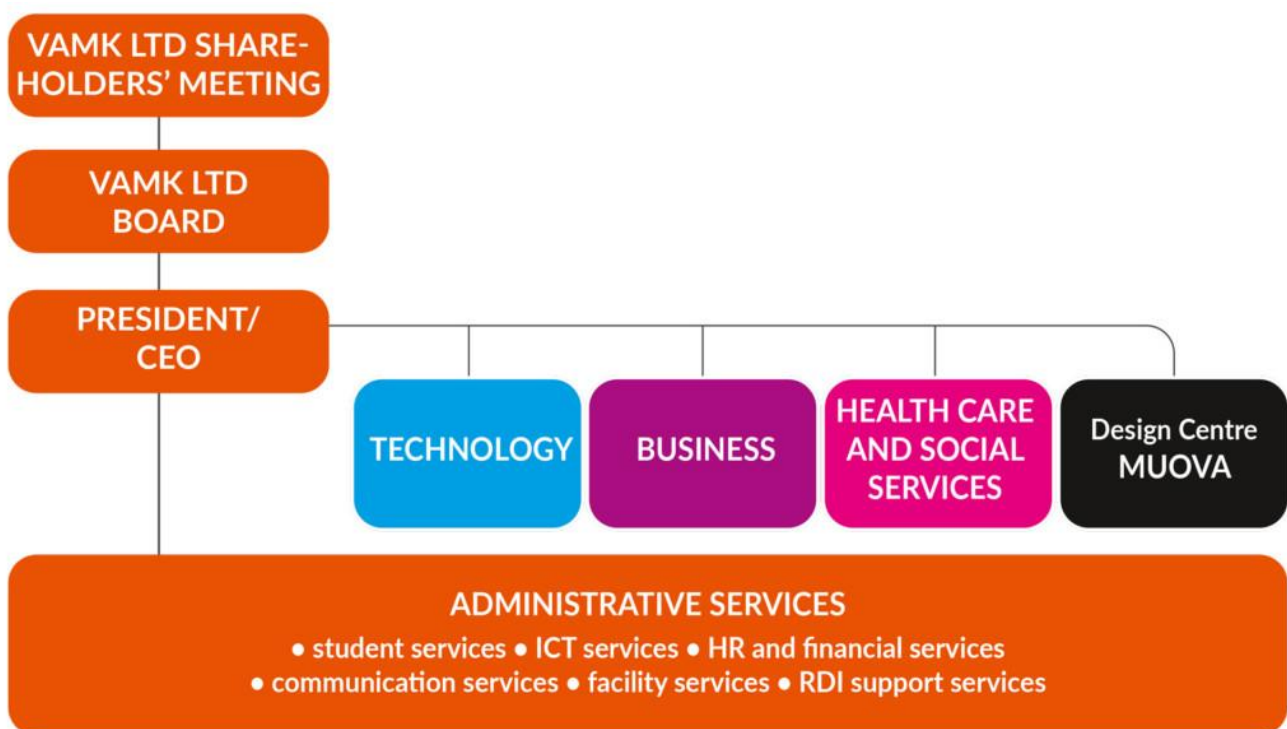 VAMK LTD SHARE-
HOLDERS’ MEETING
VAMK LTD
BOARD
PRESIDENT/
CEO
TECHNOLOGY
BUSINESS
HEALTH CARE
AND SOCIAL
SERVICES
Design Centre
MUOVA
ADMINISTRATIVE SERVICES
● student services ● ICT services ● HR and financial services
● communication services ● facility services ● RDI support services